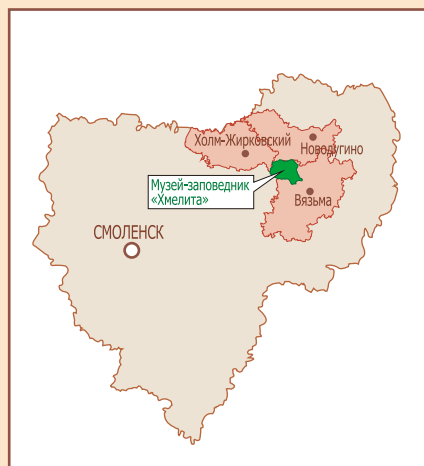 Холм-Жирковский
Новодугино
Музей-заповедник
«Хмелита»
Вязьма
СМОЛЕНСК